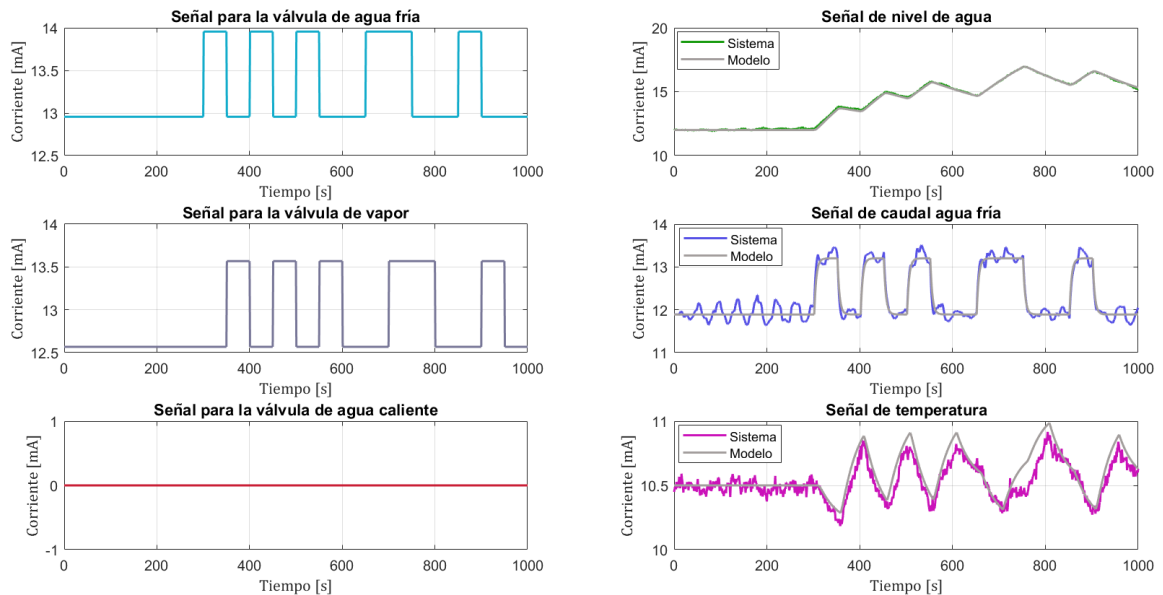 Señal para la válvula de agua fría
Corriente [mA]
14
13.5
13
12.5
0 200 400 600 800 1000
Tiempo [s]
Señal de nivel de agua
Corriente [mA]
20
15
10
Sistema
Modelo
0 200 400 600 800 1000
Tiempo [s]
Señal para la válvula de vapor
Corriente [mA]
14
13.5
13
12.5
0 200 400 600 800 1000
Tiempo [s]
Señal de caudal agua fría
Corriente [mA]
14
13
12
11
Sistema
Modelo
0 200 400 600 800 1000
Tiempo [s]
Señal para la válvula de agua caliente
Corriente [mA]
1
0
-1
0 200 400 600 800 1000
Tiempo [s]
Señal de temperatura
Corriente [mA]
11
10.5
10
Sistema
Modelo
0 200 400 600 800 1000
Tiempo [s]